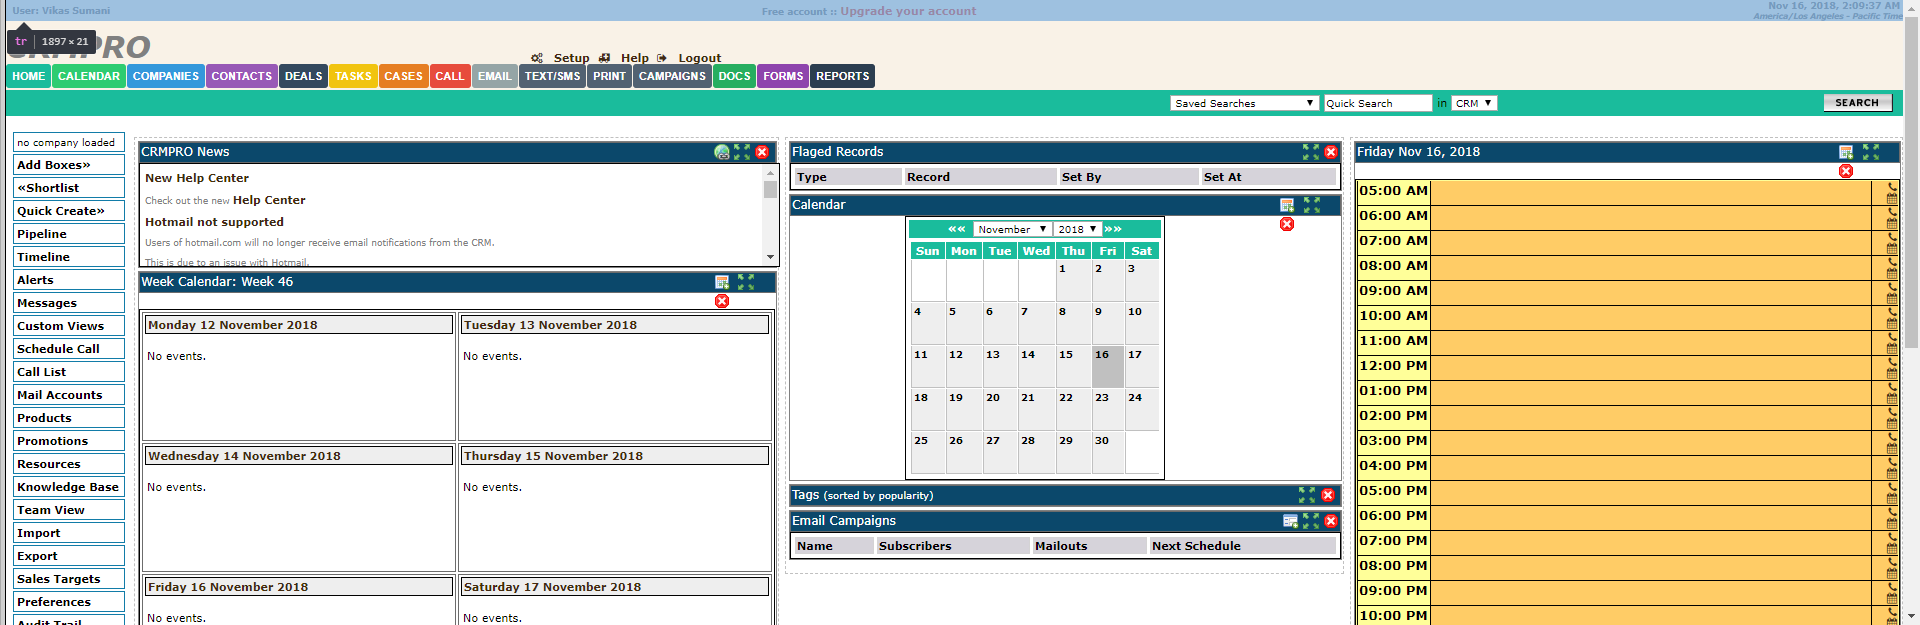 User: Vikas Sumani
Free account :: Upgrade your account
Nov 16, 2018, 2:09:37 AM
America/Los Angeles - Pacific Time
tr 1897 × 21
CRMPRO
Setup Help Logout
HOME CALENDAR COMPANIES CONTACTS DEALS TASKS CASES CALL EMAIL TEXT/SMS PRINT CAMPAIGNS DOCS FORMS REPORTS
Saved Searches Quick Search in CRM SEARCH
no company loaded
Add Boxes»
«Shortlist
Quick Create»
Pipeline
Timeline
Alerts
Messages
Custom Views
Schedule Call
Call List
Mail Accounts
Products
Promotions
Resources
Knowledge Base
Team View
Import
Export
Sales Targets
Preferences
Audit Trail
CRMPRO News
New Help Center
Check out the new Help Center
Hotmail not supported
Users of hotmail.com will no longer receive email notifications from the CRM.
This is due to an issue with Hotmail.
Week Calendar: Week 46
Monday 12 November 2018 Tuesday 13 November 2018
No events. No events.
Wednesday 14 November 2018 Thursday 15 November 2018
No events. No events.
Friday 16 November 2018 Saturday 17 November 2018
No events. No events.
Flaged Records
Type Record Set By Set At
Calendar
«« November 2018 »»
Sun Mon Tue Wed Thu Fri Sat
1 2 3
4 5 6 7 8 9 10
11 12 13 14 15 16 17
18 19 20 21 22 23 24
25 26 27 28 29 30
Tags (sorted by popularity)
Email Campaigns
Name Subscribers Mailouts Next Schedule
Friday Nov 16, 2018
05:00 AM
06:00 AM
07:00 AM
08:00 AM
09:00 AM
10:00 AM
11:00 AM
12:00 PM
01:00 PM
02:00 PM
03:00 PM
04:00 PM
05:00 PM
06:00 PM
07:00 PM
08:00 PM
09:00 PM
10:00 PM